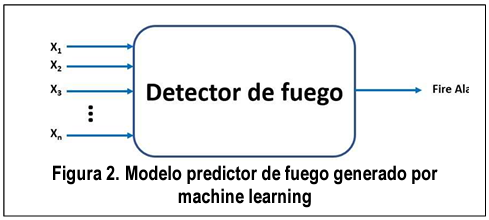 X1
X2
X3
Xn
Detector de fuego
Fire Ala
Figura 2. Modelo predictor de fuego generado por
machine learning